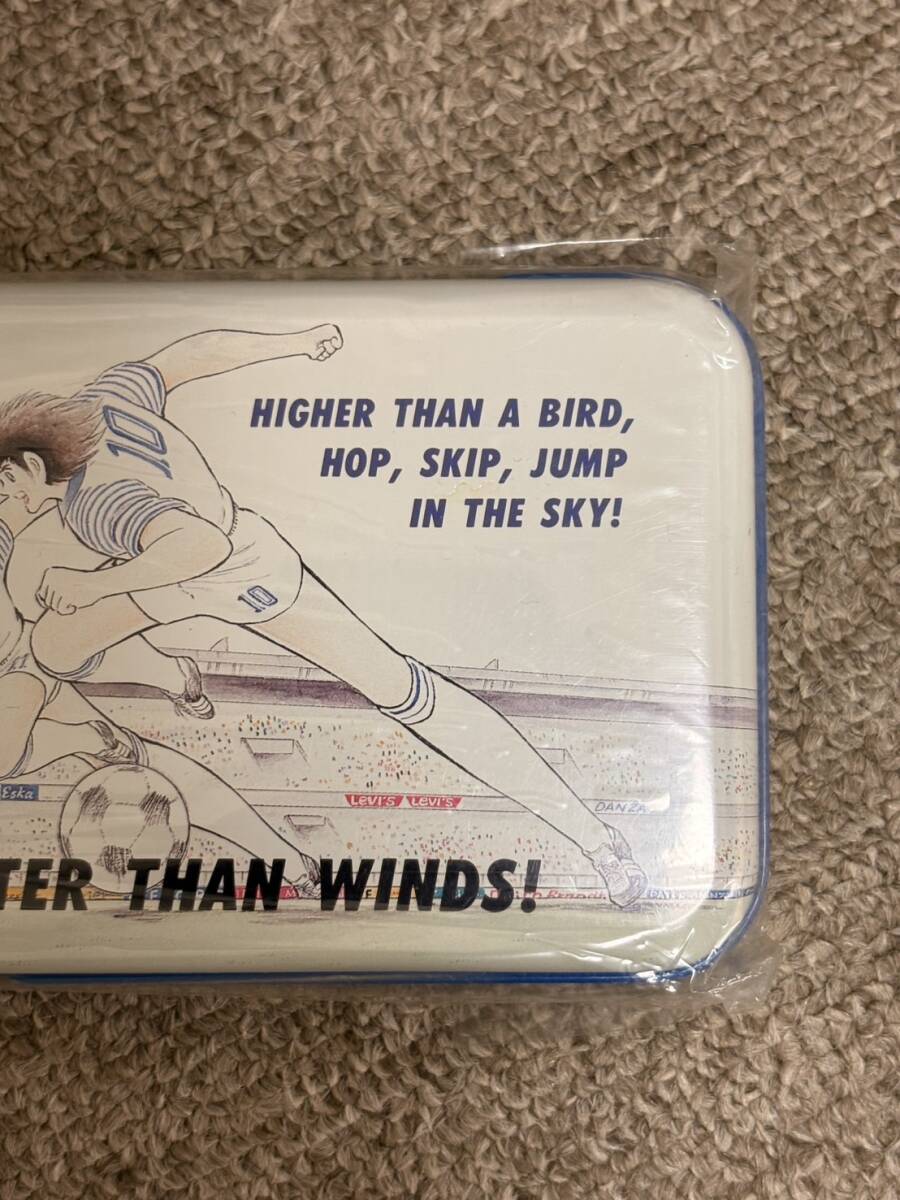 HIGHER THAN A BIRD,
HOP, SKIP, JUMP
IN THE SKY!
10
10
Eska
LEVI'S LEVI'S
DANZA
TER THAN WINDS!